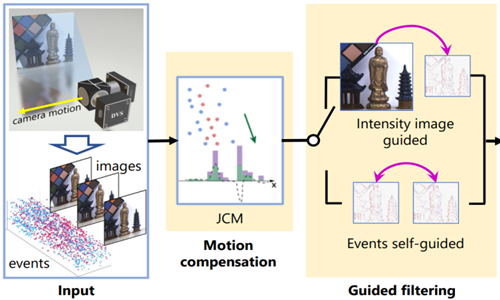 camera motion
DVS
images
events
Input
x
JCM
Motion
compensation
Intensity image
guided
Events self-guided
Guided filtering